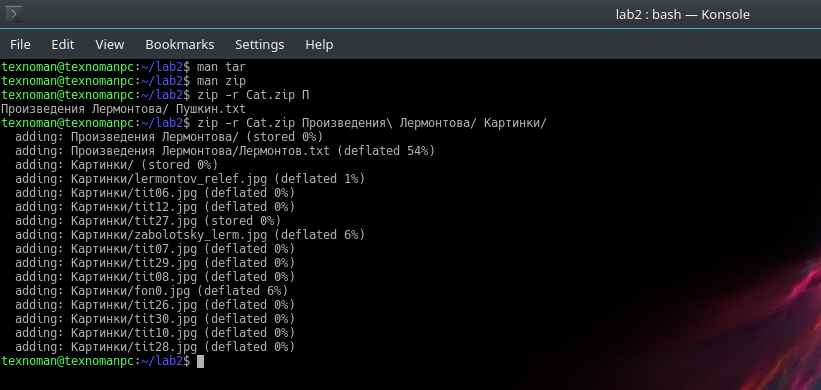 lab2 : bash — Konsole
File Edit View Bookmarks Settings Help
texnoman@texnomanpc:~/lab2$ man tar
texnoman@texnomanpc:~/lab2$ man zip
texnoman@texnomanpc:~/lab2$ zip -r Cat.zip П
Произведения Лермонтова/ Пушкин.txt
texnoman@texnomanpc:~/lab2$ zip -r Cat.zip Произведения\ Лермонтова/ Картинки/
  adding: Произведения Лермонтова/ (stored 0%)
  adding: Произведения Лермонтова/Лермонтов.txt (deflated 54%)
  adding: Картинки/ (stored 0%)
  adding: Картинки/lermontov_relef.jpg (deflated 1%)
  adding: Картинки/tit06.jpg (deflated 0%)
  adding: Картинки/tit12.jpg (deflated 0%)
  adding: Картинки/tit27.jpg (stored 0%)
  adding: Картинки/zabolotsky_lerm.jpg (deflated 6%)
  adding: Картинки/tit07.jpg (deflated 0%)
  adding: Картинки/tit29.jpg (deflated 0%)
  adding: Картинки/tit08.jpg (deflated 0%)
  adding: Картинки/fon0.jpg (deflated 6%)
  adding: Картинки/tit26.jpg (deflated 0%)
  adding: Картинки/tit30.jpg (deflated 0%)
  adding: Картинки/tit10.jpg (deflated 0%)
  adding: Картинки/tit28.jpg (deflated 0%)
texnoman@texnomanpc:~/lab2$